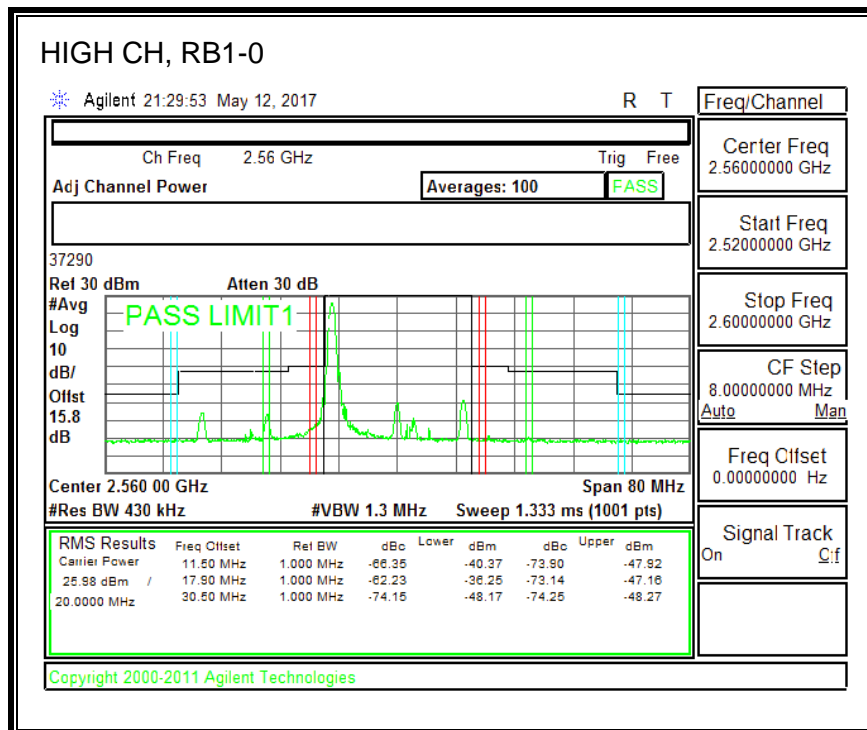 HIGH CH, RB1-0
Agilent 21:29:53 May 12, 2017 R T
Freq/Channel
Ch Freq 2.56 GHz Trig Free
Adj Channel Power Averages: 100 PASS
Center Freq
2.56000000 GHz
Start Freq
2.52000000 GHz
Stop Freq
2.60000000 GHz
CF Step
8.00000000 MHz
Auto Man
Freq Offset
0.00000000 Hz
Signal Track
On Off
37290
Ref 30 dBm Atten 30 dB
#Avg
Log
10
dB/
Offst
15.8
dB
PASS LIMIT1
Center 2.560 00 GHz Span 80 MHz
#Res BW 430 kHz #VBW 1.3 MHz Sweep 1.333 ms (1001 pts)
RMS Results Freq Offset Ref BW dBc Lower dBm dBc Upper dBm
Carrier Power 11.50 MHz 1.000 MHz -66.35 -40.37 -73.90 -47.92
25.98 dBm / 17.90 MHz 1.000 MHz -62.23 -36.25 -73.14 -47.16
20.0000 MHz 30.50 MHz 1.000 MHz -74.15 -48.17 -74.25 -48.27
Copyright 2000-2011 Agilent Technologies